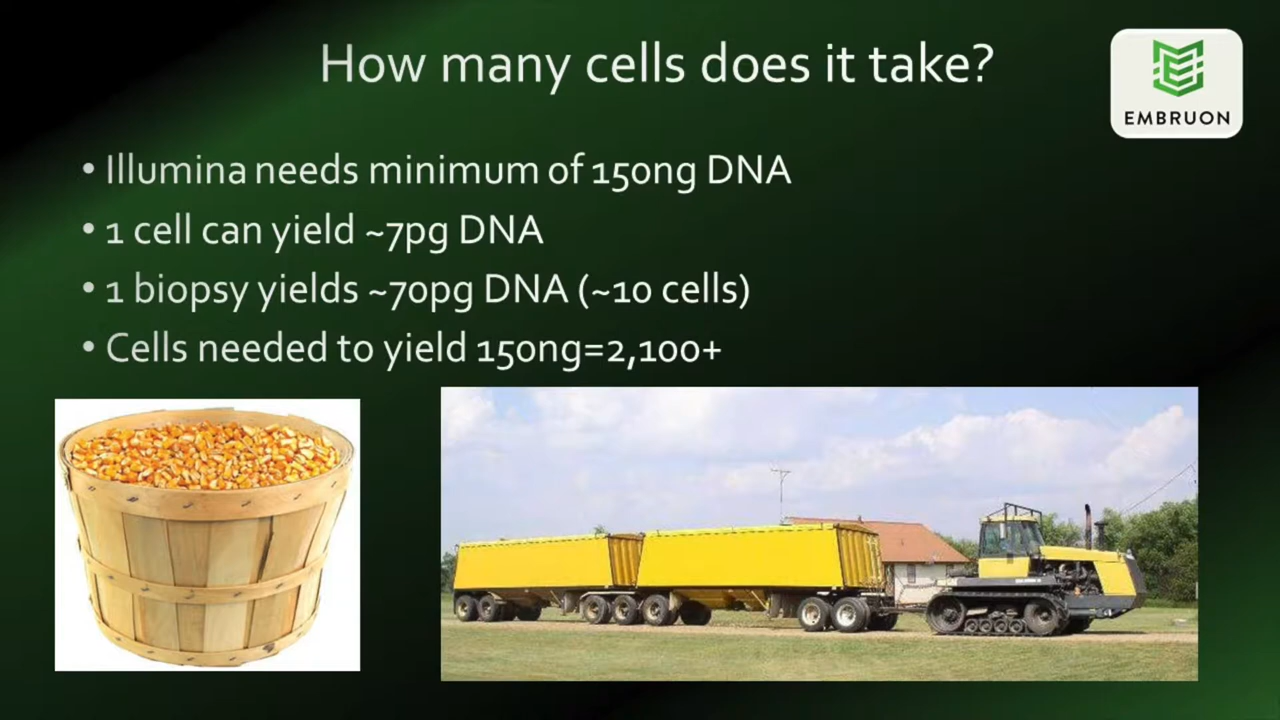 How many cells does it take?
EMBRUON
• Illumina needs minimum of 150ng DNA
• 1 cell can yield ~7pg DNA
• 1 biopsy yields ~70pg DNA (~10 cells)
• Cells needed to yield 150ng=2,100+